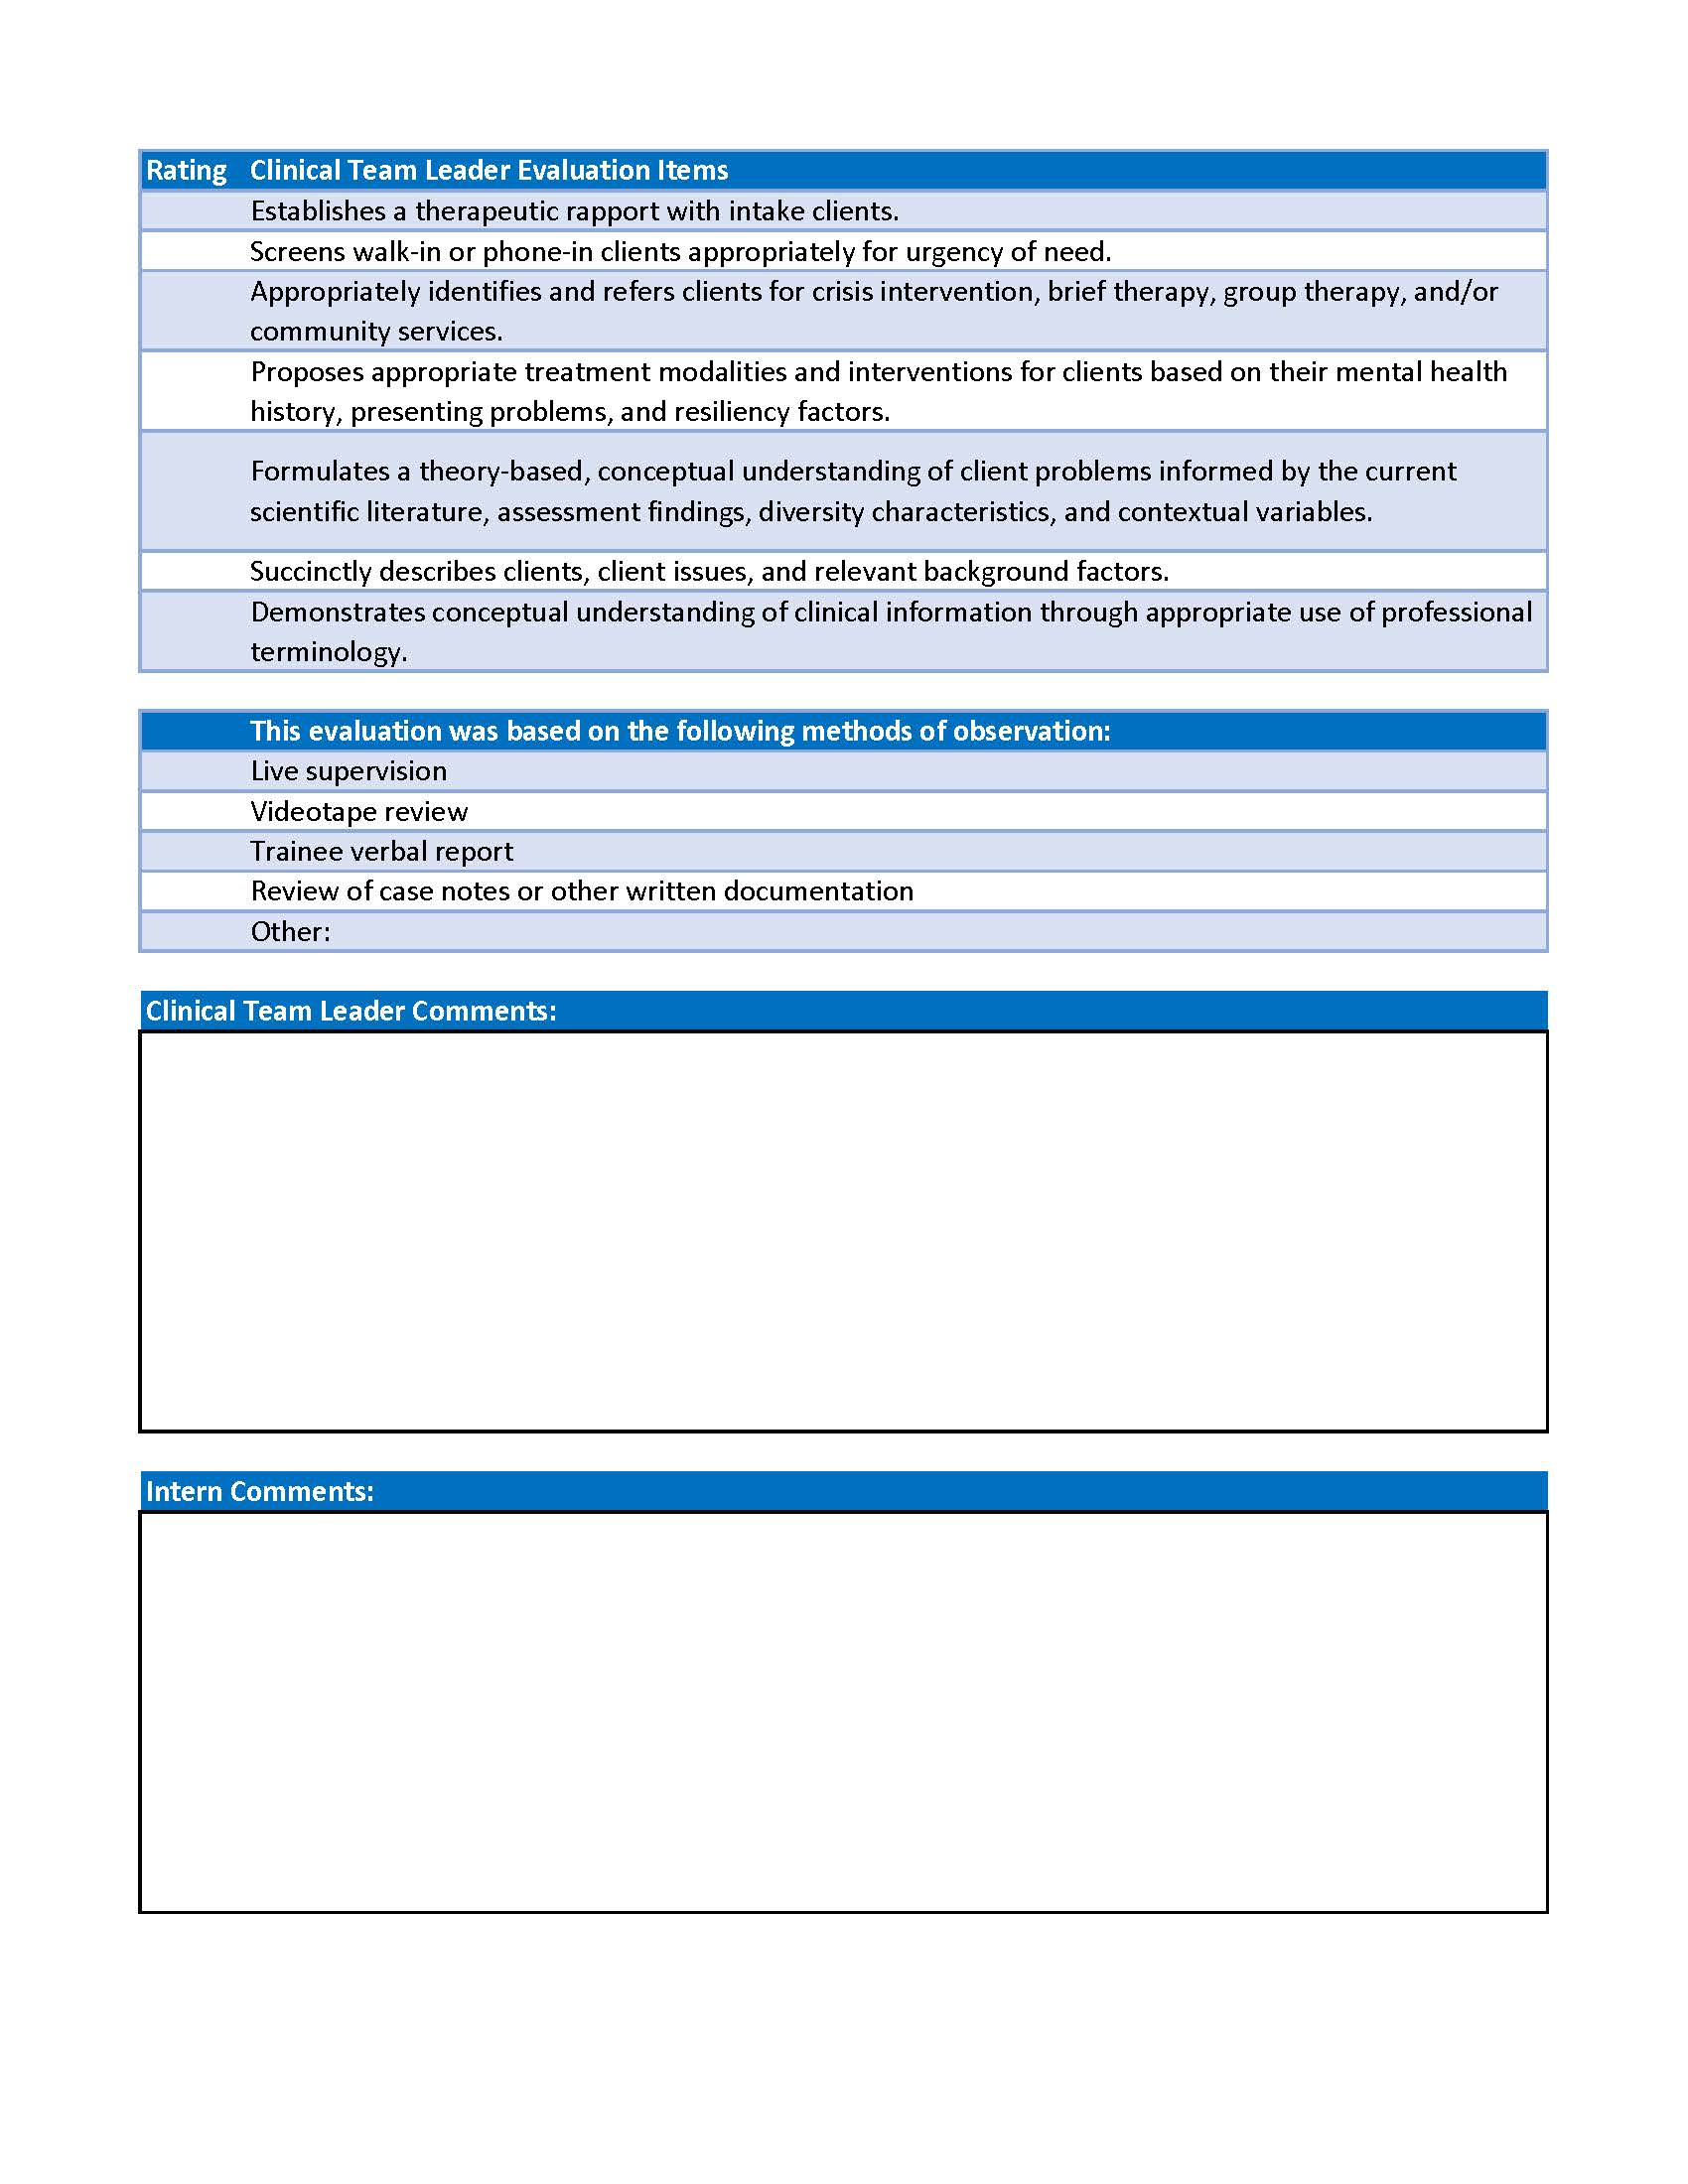 Rating Clinical Team Leader Evaluation Items
Establishes a therapeutic rapport with intake clients.
Screens walk-in or phone-in clients appropriately for urgency of need.
Appropriately identifies and refers clients for crisis intervention, brief therapy, group therapy, and/or
community services.
Proposes appropriate treatment modalities and interventions for clients based on their mental health
history, presenting problems, and resiliency factors.
Formulates a theory-based, conceptual understanding of client problems informed by the current
scientific literature, assessment findings, diversity characteristics, and contextual variables.
Succinctly describes clients, client issues, and relevant background factors.
Demonstrates conceptual understanding of clinical information through appropriate use of professional
terminology.
This evaluation was based on the following methods of observation:
Live supervision
Videotape review
Trainee verbal report
Review of case notes or other written documentation
Other:
Clinical Team Leader Comments:
Intern Comments: